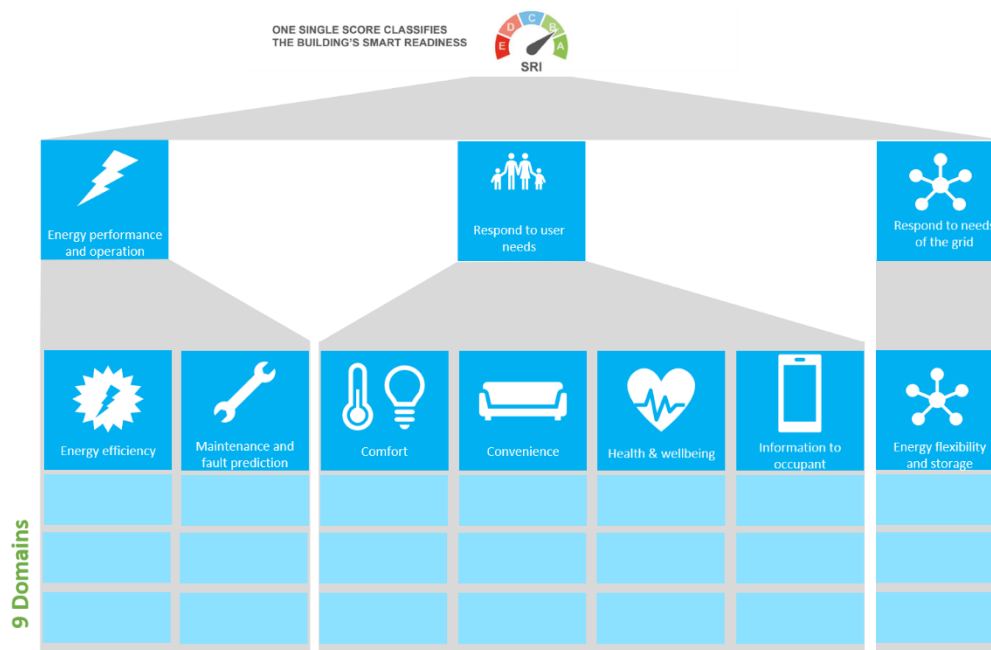 ONE SINGLE SCORE CLASSIFIES
THE BUILDING'S SMART READINESS
E D C B A
SRI
Energy performance
and operation
Respond to user
needs
Respond to needs
of the grid
Energy efficiency
Maintenance and
fault prediction
Comfort
Convenience
Health & wellbeing
Information to
occupant
Energy flexibility
and storage
9 Domains